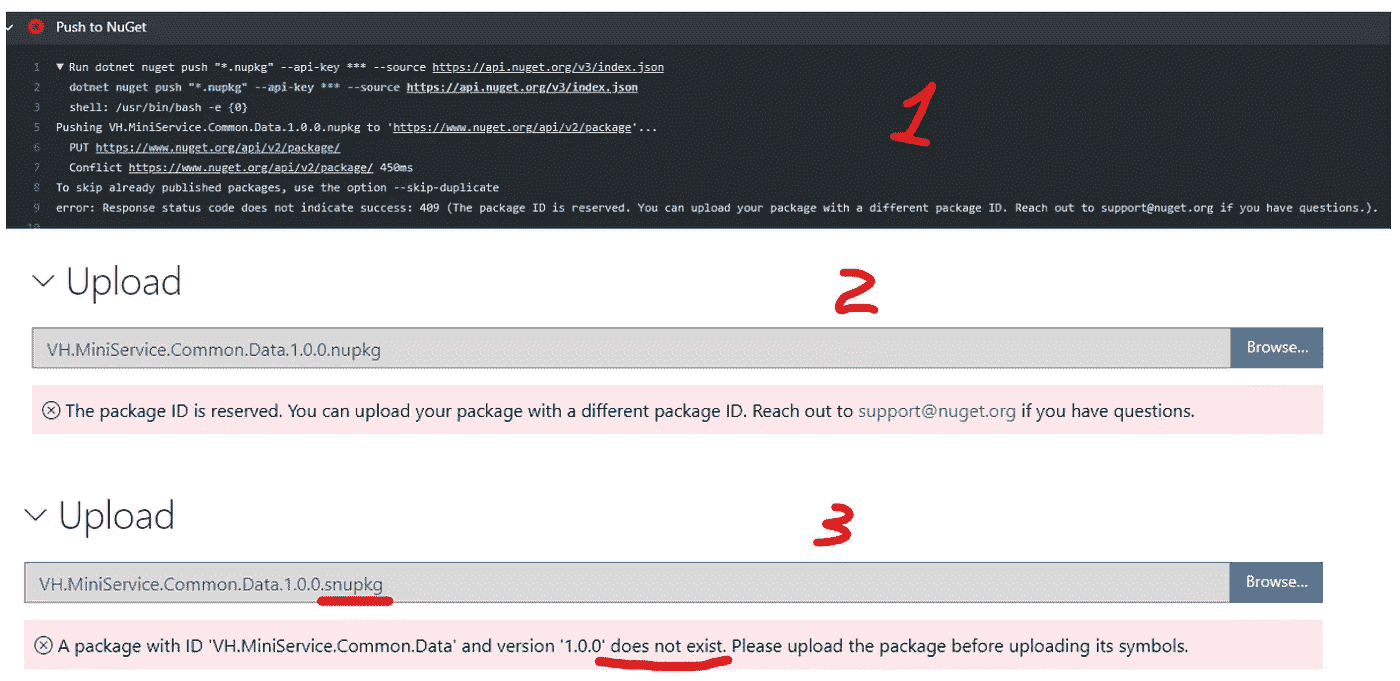 Push to NuGet
1 ▼ Run dotnet nuget push "*.nupkg" --api-key *** --source https://api.nuget.org/v3/index.json
2 dotnet nuget push "*.nupkg" --api-key *** --source https://api.nuget.org/v3/index.json
3 shell: /usr/bin/bash -e {0}
5 Pushing VH.MiniService.Common.Data.1.0.0.nupkg to 'https://www.nuget.org/api/v2/package'...
6 PUT https://www.nuget.org/api/v2/package/
7 Conflict https://www.nuget.org/api/v2/package/ 450ms
8 To skip already published packages, use the option --skip-duplicate
9 error: Response status code does not indicate success: 409 (The package ID is reserved. You can upload your package with a different package ID. Reach out to support@nuget.org if you have questions.).
10
1
Upload
2
VH.MiniService.Common.Data.1.0.0.nupkg Browse...
The package ID is reserved. You can upload your package with a different package ID. Reach out to support@nuget.org if you have questions.
Upload
3
VH.MiniService.Common.Data.1.0.0.snupkg Browse...
A package with ID 'VH.MiniService.Common.Data' and version '1.0.0' does not exist. Please upload the package before uploading its symbols.